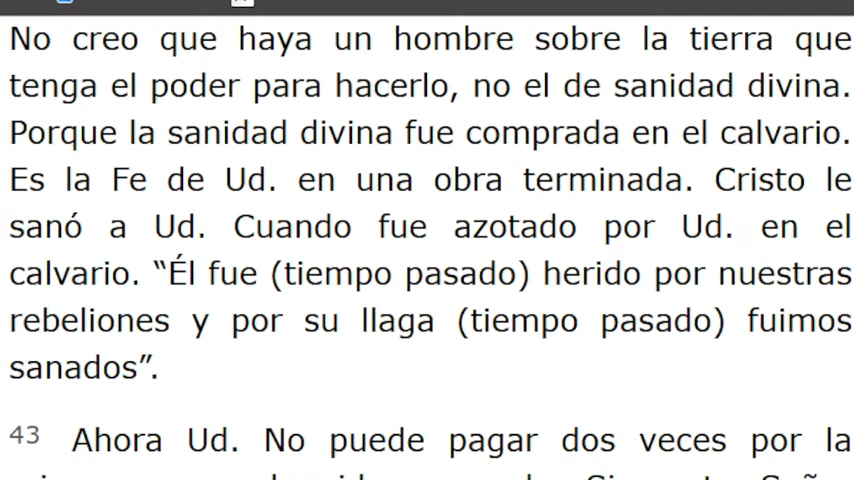 No creo que haya un hombre sobre la tierra que
tenga el poder para hacerlo, no el de sanidad divina.
Porque la sanidad divina fue comprada en el calvario.
Es la Fe de Ud. en una obra terminada. Cristo le
sanó a Ud. Cuando fue azotado por Ud. en el
calvario. “Él fue (tiempo pasado) herido por nuestras
rebeliones y por su llaga (tiempo pasado) fuimos
sanados”.
43 Ahora Ud. No puede pagar dos veces por la